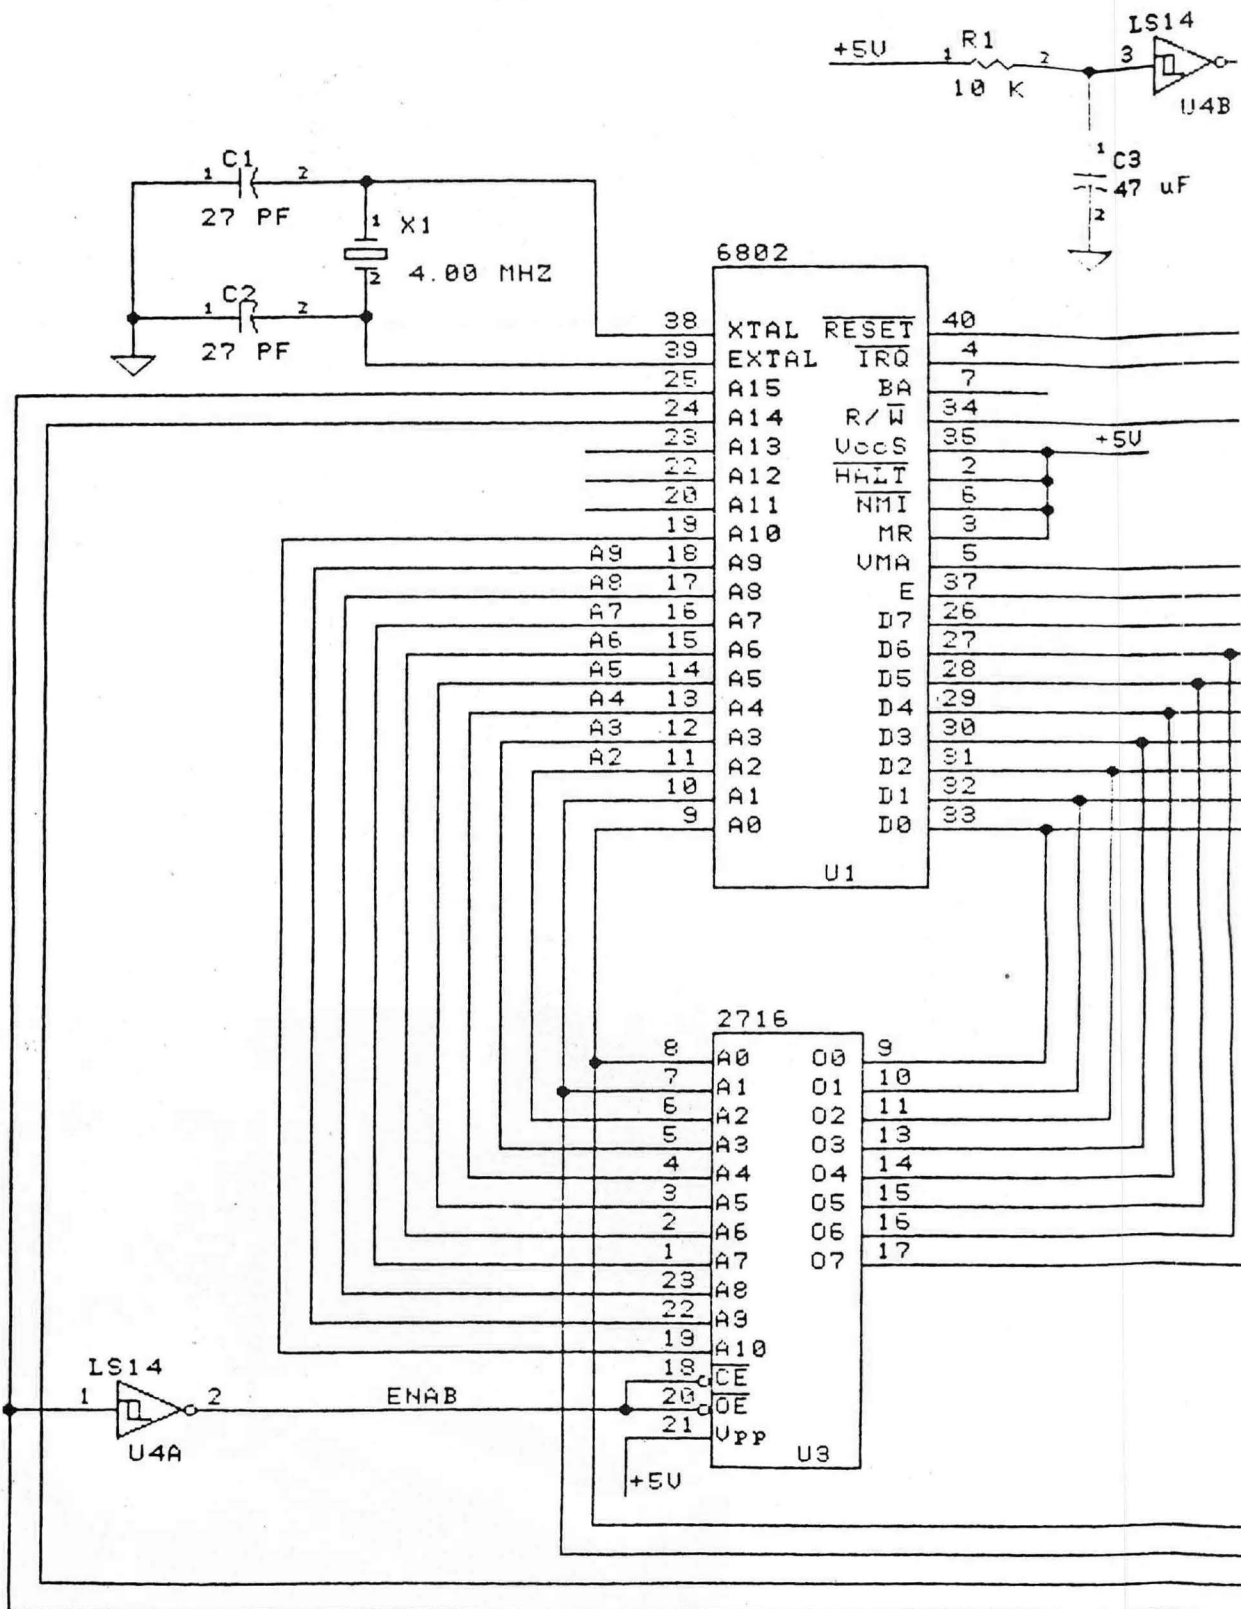 LS14
+5V 1 R1 2 3
10 K
U4B
1 C3
47 uF
2
1 C1 2
27 PF
1 X1
2 4.00 MHZ
1 C2 2
27 PF
6802
38 XTAL RESET 40
39 EXTAL IRQ 4
25 A15 BA 7
24 A14 R/W 34
23 A13 VccS 35 +5V
22 A12 HALT 2
20 A11 NMI 6
19 A10 MR 3
A9 18 A9 VMA 5
A8 17 A8 E 37
A7 16 A7 D7 26
A6 15 A6 D6 27
A5 14 A5 D5 28
A4 13 A4 D4 29
A3 12 A3 D3 30
A2 11 A2 D2 31
10 A1 D1 32
9 A0 D0 33
U1
2716
8 A0 O0 9
7 A1 O1 10
6 A2 O2 11
5 A3 O3 13
4 A4 O4 14
3 A5 O5 15
2 A6 O6 16
1 A7 O7 17
23 A8
22 A9
19 A10
LS14
18 CE
1 2 ENAB 20 OE
21 Vpp
U4A U3
+5V